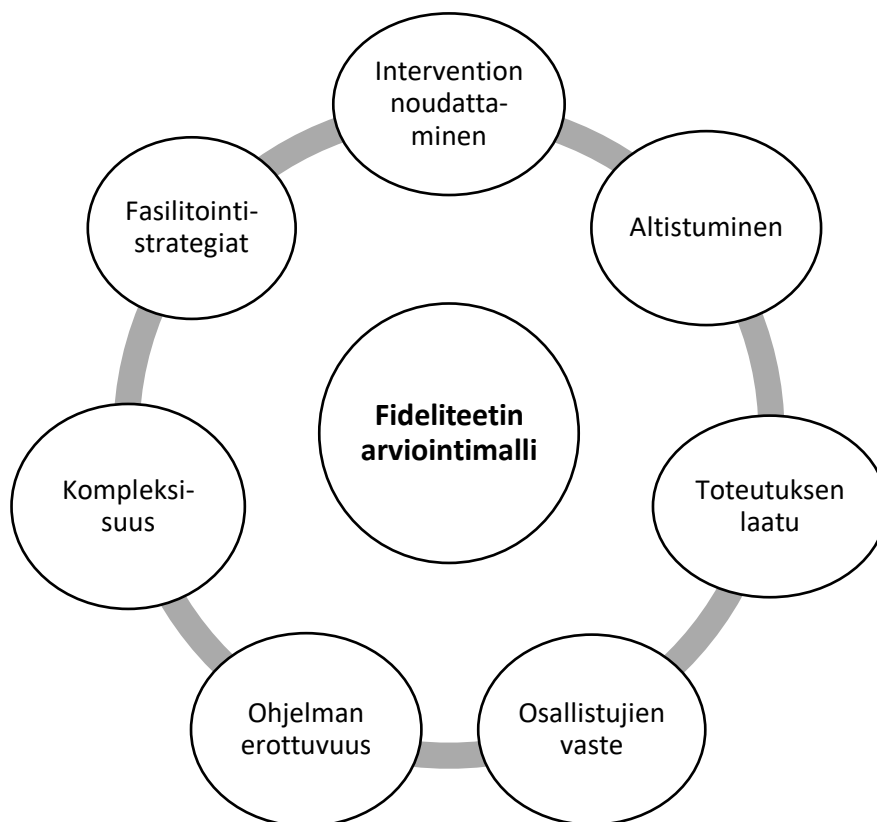 Intervention
noudatta-
minen
Altistuminen
Toteutuksen
laatu
Osallistujien
vaste
Ohjelman
erottuvuus
Kompleksi-
suus
Fasilitointi-
strategiat
Fideliteetin
arviointimalli